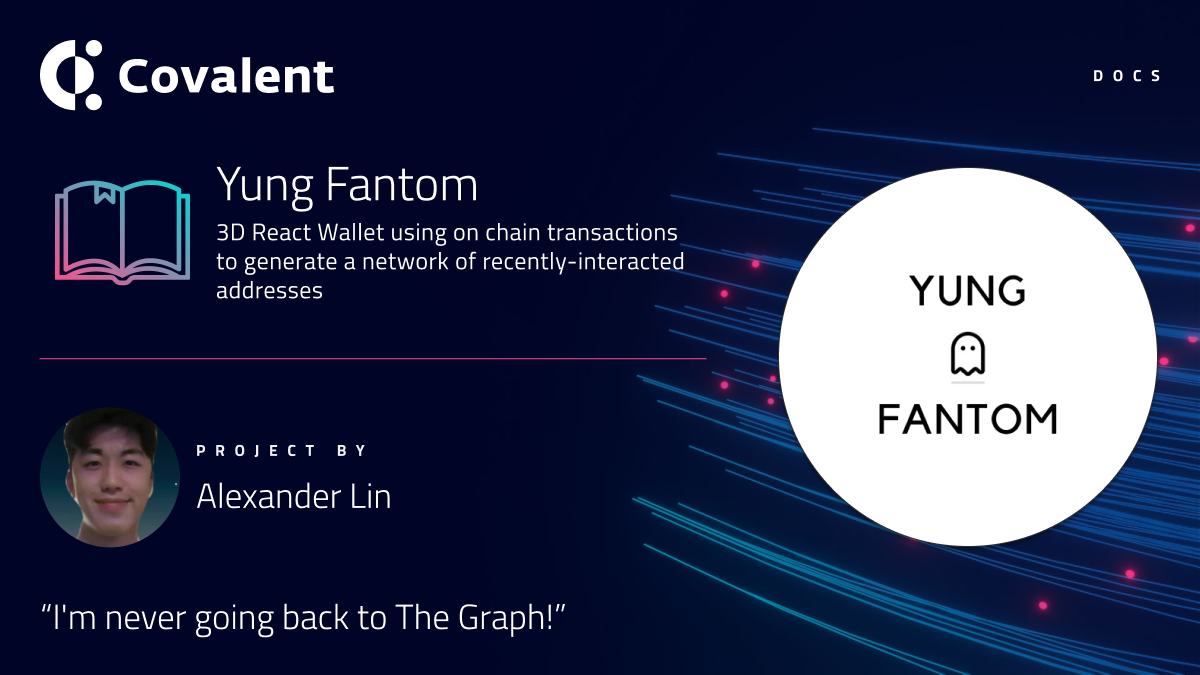 Covalent
DOCS
Yung Fantom
3D React Wallet using on chain transactions
to generate a network of recently-interacted
addresses
YUNG
FANTOM
PROJECT BY
Alexander Lin
“I'm never going back to The Graph!”